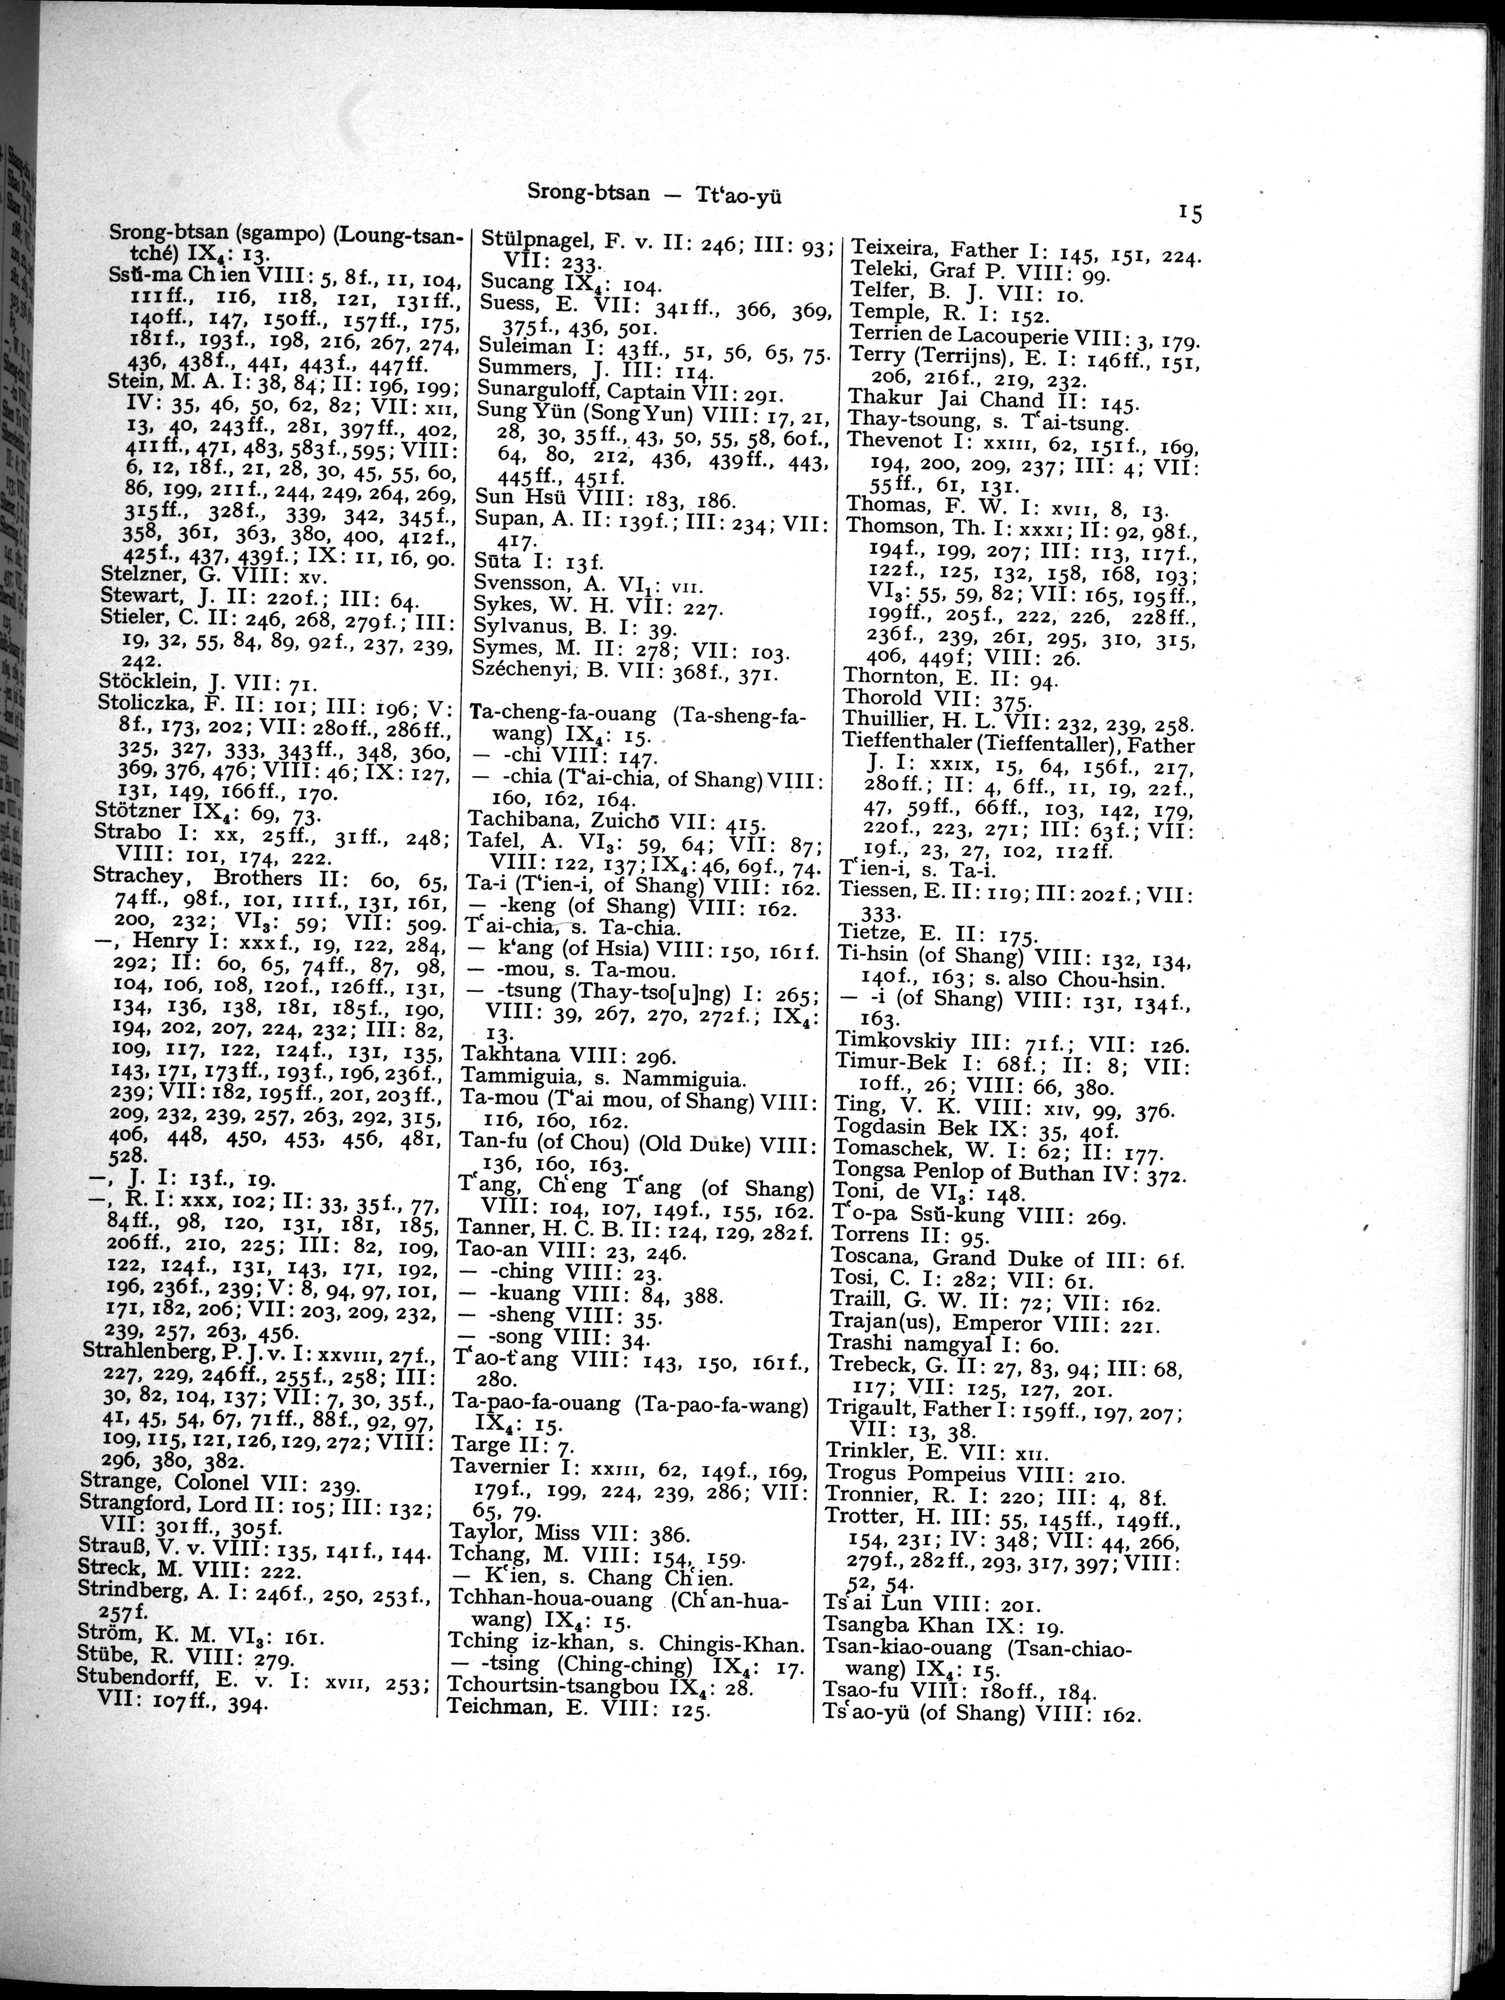 Srong-btsan — Tt‘ao-yü
15
Srong-btsan (sgampo) (Loung-tsan-
tché) IX₄: 13.
Ssŭ-ma Ch ien VIII: 5, 8f., 11, 104,
111ff., 116, 118, 121, 131ff.,
140ff., 147, 150ff., 157ff., 175,
181f., 193f., 198, 216, 267, 274,
436, 438f., 441, 443f., 447ff.
Stein, M. A. I: 38, 84; II: 196, 199;
IV: 35, 46, 50, 62, 82; VII: XII,
13, 40, 243ff., 281, 397ff., 402,
411ff., 471, 483, 583f., 595; VIII:
6, 12, 18f., 21, 28, 30, 45, 55, 60,
86, 199, 211f., 244, 249, 264, 269,
315ff., 328f., 339, 342, 345f.,
358, 361, 363, 380, 400, 412f.,
425f., 437, 439f.; IX: 11, 16, 90.
Stelzner, G. VIII: XV.
Stewart, J. II: 220f.; III: 64.
Stieler, C. II: 246, 268, 279f.; III:
19, 32, 55, 84, 89, 92f., 237, 239,
242.
Stöcklein, J. VII: 71.
Stoliczka, F. II: 101; III: 196; V:
8f., 173, 202; VII: 280ff., 286ff.,
325, 327, 333, 343ff., 348, 360,
369, 376, 476; VIII: 46; IX: 127,
131, 149, 166ff., 170.
Stötzner IX₄: 69, 73.
Strabo I: XX, 25ff., 31ff., 248;
VIII: 101, 174, 222.
Strachey, Brothers II: 60, 65,
74ff., 98f., 101, 111f., 131, 161,
200, 232; VI₃: 59; VII: 509.
—, Henry I: XXXf., 19, 122, 284,
292; II: 60, 65, 74ff., 87, 98,
104, 106, 108, 120f., 126ff., 131,
134, 136, 138, 181, 185f., 190,
194, 202, 207, 224, 232; III: 82,
109, 117, 122, 124f., 131, 135,
143, 171, 173ff., 193f., 196, 236f.,
239; VII: 182, 195ff., 201, 203ff.,
209, 232, 239, 257, 263, 292, 315,
406, 448, 450, 453, 456, 481,
528.
—, J. I: 13f., 19.
—, R. I: XXX, 102; II: 33, 35f., 77,
84ff., 98, 120, 131, 181, 185,
206ff., 210, 225; III: 82, 109,
122, 124f., 131, 143, 171, 192,
196, 236f., 239; V: 8, 94, 97, 101,
171, 182, 206; VII: 203, 209, 232,
239, 257, 263, 456.
Strahlenberg, P. J. v. I: XXVIII, 27f.,
227, 229, 246ff., 255f., 258; III:
30, 82, 104, 137; VII: 7, 30, 35f.,
41, 45, 54, 67, 71ff., 88f., 92, 97,
109, 115, 121, 126, 129, 272; VIII:
296, 380, 382.
Strange, Colonel VII: 239.
Strangford, Lord II: 105; III: 132;
VII: 301ff., 305f.
Strauß, V. v. VIII: 135, 141f., 144.
Streck, M. VIII: 222.
Strindberg, A. I: 246f., 250, 253f.,
257f.
Ström, K. M. VI₃: 161.
Stübe, R. VIII: 279.
Stubendorff, E. v. I: XVII, 253;
VII: 107ff., 394.
Stülpnagel, F. v. II: 246; III: 93;
VII: 233.
Sucang IX₄: 104.
Suess, E. VII: 341ff., 366, 369,
375f., 436, 501.
Suleiman I: 43ff., 51, 56, 65, 75.
Summers, J. III: 114.
Sunarguloff, Captain VII: 291.
Sung Yün (Song Yun) VIII: 17, 21,
28, 30, 35ff., 43, 50, 55, 58, 60f.,
64, 80, 212, 436, 439ff., 443,
445ff., 451f.
Sun Hsü VIII: 183, 186.
Supan, A. II: 139f.; III: 234; VII:
417.
Sūta I: 13f.
Svensson, A. VI₁: VII.
Sykes, W. H. VII: 227.
Sylvanus, B. I: 39.
Symes, M. II: 278; VII: 103.
Széchenyi, B. VII: 368f., 371.
Ta-cheng-fa-ouang (Ta-sheng-fa-
wang) IX₄: 15.
— -chi VIII: 147.
— -chia (T‘ai-chia, of Shang) VIII:
160, 162, 164.
Tachibana, Zuichō VII: 415.
Tafel, A. VI₃: 59, 64; VII: 87;
VIII: 122, 137; IX₄: 46, 69f., 74.
Ta-i (T‘ien-i, of Shang) VIII: 162.
— -keng (of Shang) VIII: 162.
T‘ai-chia, s. Ta-chia.
— k‘ang (of Hsia) VIII: 150, 161f.
— -mou, s. Ta-mou.
— -tsung (Thay-tso[u]ng) I: 265;
VIII: 39, 267, 270, 272f.; IX₄:
13.
Takhtana VIII: 296.
Tammiguia, s. Nammiguia.
Ta-mou (T‘ai mou, of Shang) VIII:
116, 160, 162.
Tan-fu (of Chou) (Old Duke) VIII:
136, 160, 163.
T‘ang, Ch‘eng T‘ang (of Shang)
VIII: 104, 107, 149f., 155, 162.
Tanner, H. C. B. II: 124, 129, 282f.
Tao-an VIII: 23, 246.
— -ching VIII: 23.
— -kuang VIII: 84, 388.
— -sheng VIII: 35.
— -song VIII: 34.
T‘ao-t‘ang VIII: 143, 150, 161f.,
280.
Ta-pao-fa-ouang (Ta-pao-fa-wang)
IX₄: 15.
Targe II: 7.
Tavernier I: XXIII, 62, 149f., 169,
179f., 199, 224, 239, 286; VII:
65, 79.
Taylor, Miss VII: 386.
Tchang, M. VIII: 154, 159.
— K‘ien, s. Chang Ch‘ien.
Tchhan-houa-ouang (Ch‘an-hua-
wang) IX₄: 15.
Tching iz-khan, s. Chingis-Khan.
— -tsing (Ching-ching) IX₄: 17.
Tchourtsin-tsangbou IX₄: 28.
Teichman, E. VIII: 125.
Teixeira, Father I: 145, 151, 224.
Teleki, Graf P. VIII: 99.
Telfer, B. J. VII: 10.
Temple, R. I: 152.
Terrien de Lacouperie VIII: 3, 179.
Terry (Terrijns), E. I: 146ff., 151,
206, 216f., 219, 232.
Thakur Jai Chand II: 145.
Thay-tsoung, s. T‘ai-tsung.
Thevenot I: XXIII, 62, 151f., 169,
194, 200, 209, 237; III: 4; VII:
55ff., 61, 131.
Thomas, F. W. I: XVII, 8, 13.
Thomson, Th. I: XXXI; II: 92, 98f.,
194f., 199, 207; III: 113, 117f.,
122f., 125, 132, 158, 168, 193;
VI₃: 55, 59, 82; VII: 165, 195ff.,
199ff., 205f., 222, 226, 228ff.,
236f., 239, 261, 295, 310, 315,
406, 449f; VIII: 26.
Thornton, E. II: 94.
Thorold VII: 375.
Thuillier, H. L. VII: 232, 239, 258.
Tieffenthaler (Tieffentaller), Father
J. I: XXIX, 15, 64, 156f., 217,
280ff.; II: 4, 6ff., 11, 19, 22f.,
47, 59ff., 66ff., 103, 142, 179,
220f., 223, 271; III: 63f.; VII:
19f., 23, 27, 102, 112ff.
T‘ien-i, s. Ta-i.
Tiessen, E. II: 119; III: 202f.; VII:
333.
Tietze, E. II: 175.
Ti-hsin (of Shang) VIII: 132, 134,
140f., 163; s. also Chou-hsin.
— -i (of Shang) VIII: 131, 134f.,
163.
Timkovskiy III: 71f.; VII: 126.
Timur-Bek I: 68f.; II: 8; VII:
10ff., 26; VIII: 66, 380.
Ting, V. K. VIII: XIV, 99, 376.
Togdasin Bek IX: 35, 40f.
Tomaschek, W. I: 62; II: 177.
Tongsa Penlop of Buthan IV: 372.
Toni, de VI₃: 148.
T‘o-pa Ssŭ-kung VIII: 269.
Torrens II: 95.
Toscana, Grand Duke of III: 6f.
Tosi, C. I: 282; VII: 61.
Traill, G. W. II: 72; VII: 162.
Trajan(us), Emperor VIII: 221.
Trashi namgyal I: 60.
Trebeck, G. II: 27, 83, 94; III: 68,
117; VII: 125, 127, 201.
Trigault, Father I: 159ff., 197, 207;
VII: 13, 38.
Trinkler, E. VII: XII.
Trogus Pompeius VIII: 210.
Tronnier, R. I: 220; III: 4, 8f.
Trotter, H. III: 55, 145ff., 149ff.,
154, 231; IV: 348; VII: 44, 266,
279f., 282ff., 293, 317, 397; VIII:
52, 54.
Ts‘ai Lun VIII: 201.
Tsangba Khan IX: 19.
Tsan-kiao-ouang (Tsan-chiao-
wang) IX₄: 15.
Tsao-fu VIII: 180ff., 184.
Ts‘ao-yü (of Shang) VIII: 162.